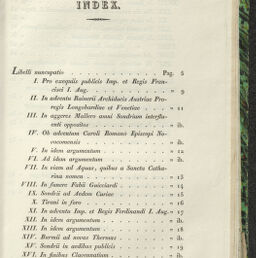 INDEX.
Libelli nuncupatio . . . . . . . . . . Pag. 5
I. Pro exequiis publicis Imp. et Regis Fran-
cisci I. Aug. . . . . . . . . . „ 9
II. In adventu Rainerii Archiducis Austriae Pro-
regis Longobardiae et Venetiae . . . . „ 11
III. In aggeres Mallero amni Sondrium interflu-
enti oppositos . . . . . . . . „ ib.
IV. Ob adventum Caroli Romanò Episcopi No-
vocomensis . . . . . . . . . „ ib.
V. In idem argumentum . . . . . . . „ 12
VI. Ad idem argumentum . . . . . . . „ ib.
VII. In viam ad Aquas, quibus a Sancta Catha-
rina nomen . . . . . . . . . „ 13
VIII. In funere Fabii Guicciardi . . . . . „ 14
IX. Sondrii ad Aedem Curiae . . . . . „ 15
X. Tirani in foro . . . . . . . . . „ 16
XI. In adventu Imp. et Regis Ferdinandi I. Aug. „ 17
XII. In idem argumentum . . . . . . . „ ib.
XIII. In idem argumentum . . . . . . . „ 18
XIV. Burmii ad novas Thermas . . . . . „ ib.
XV. Sondrii in aedibus publicis . . . . . „ 19
XVI. In finibus Clavennatium . . . . . „ ib.